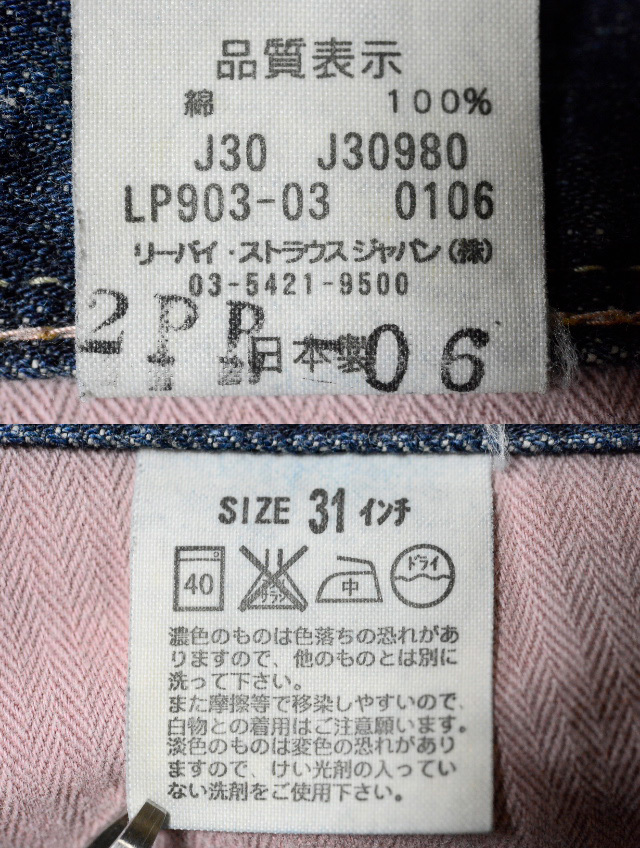 品質表示
綿 100%
J30 J30980
LP903-03 0106
リーバイ・ストラウスジャパン(株)
03-5421-9500
日本製
2PP -06
SIZE 31 インチ
40 中 ドライ
濃色のものは色落ちの恐れがあ
りますので、他のものとは別に
洗って下さい。
また摩擦等で移染しやすいので、
白物との着用はご注意願います。
淡色のものは変色の恐れがあり
ますので、けい光剤の入ってい
ない洗剤をご使用下さい。